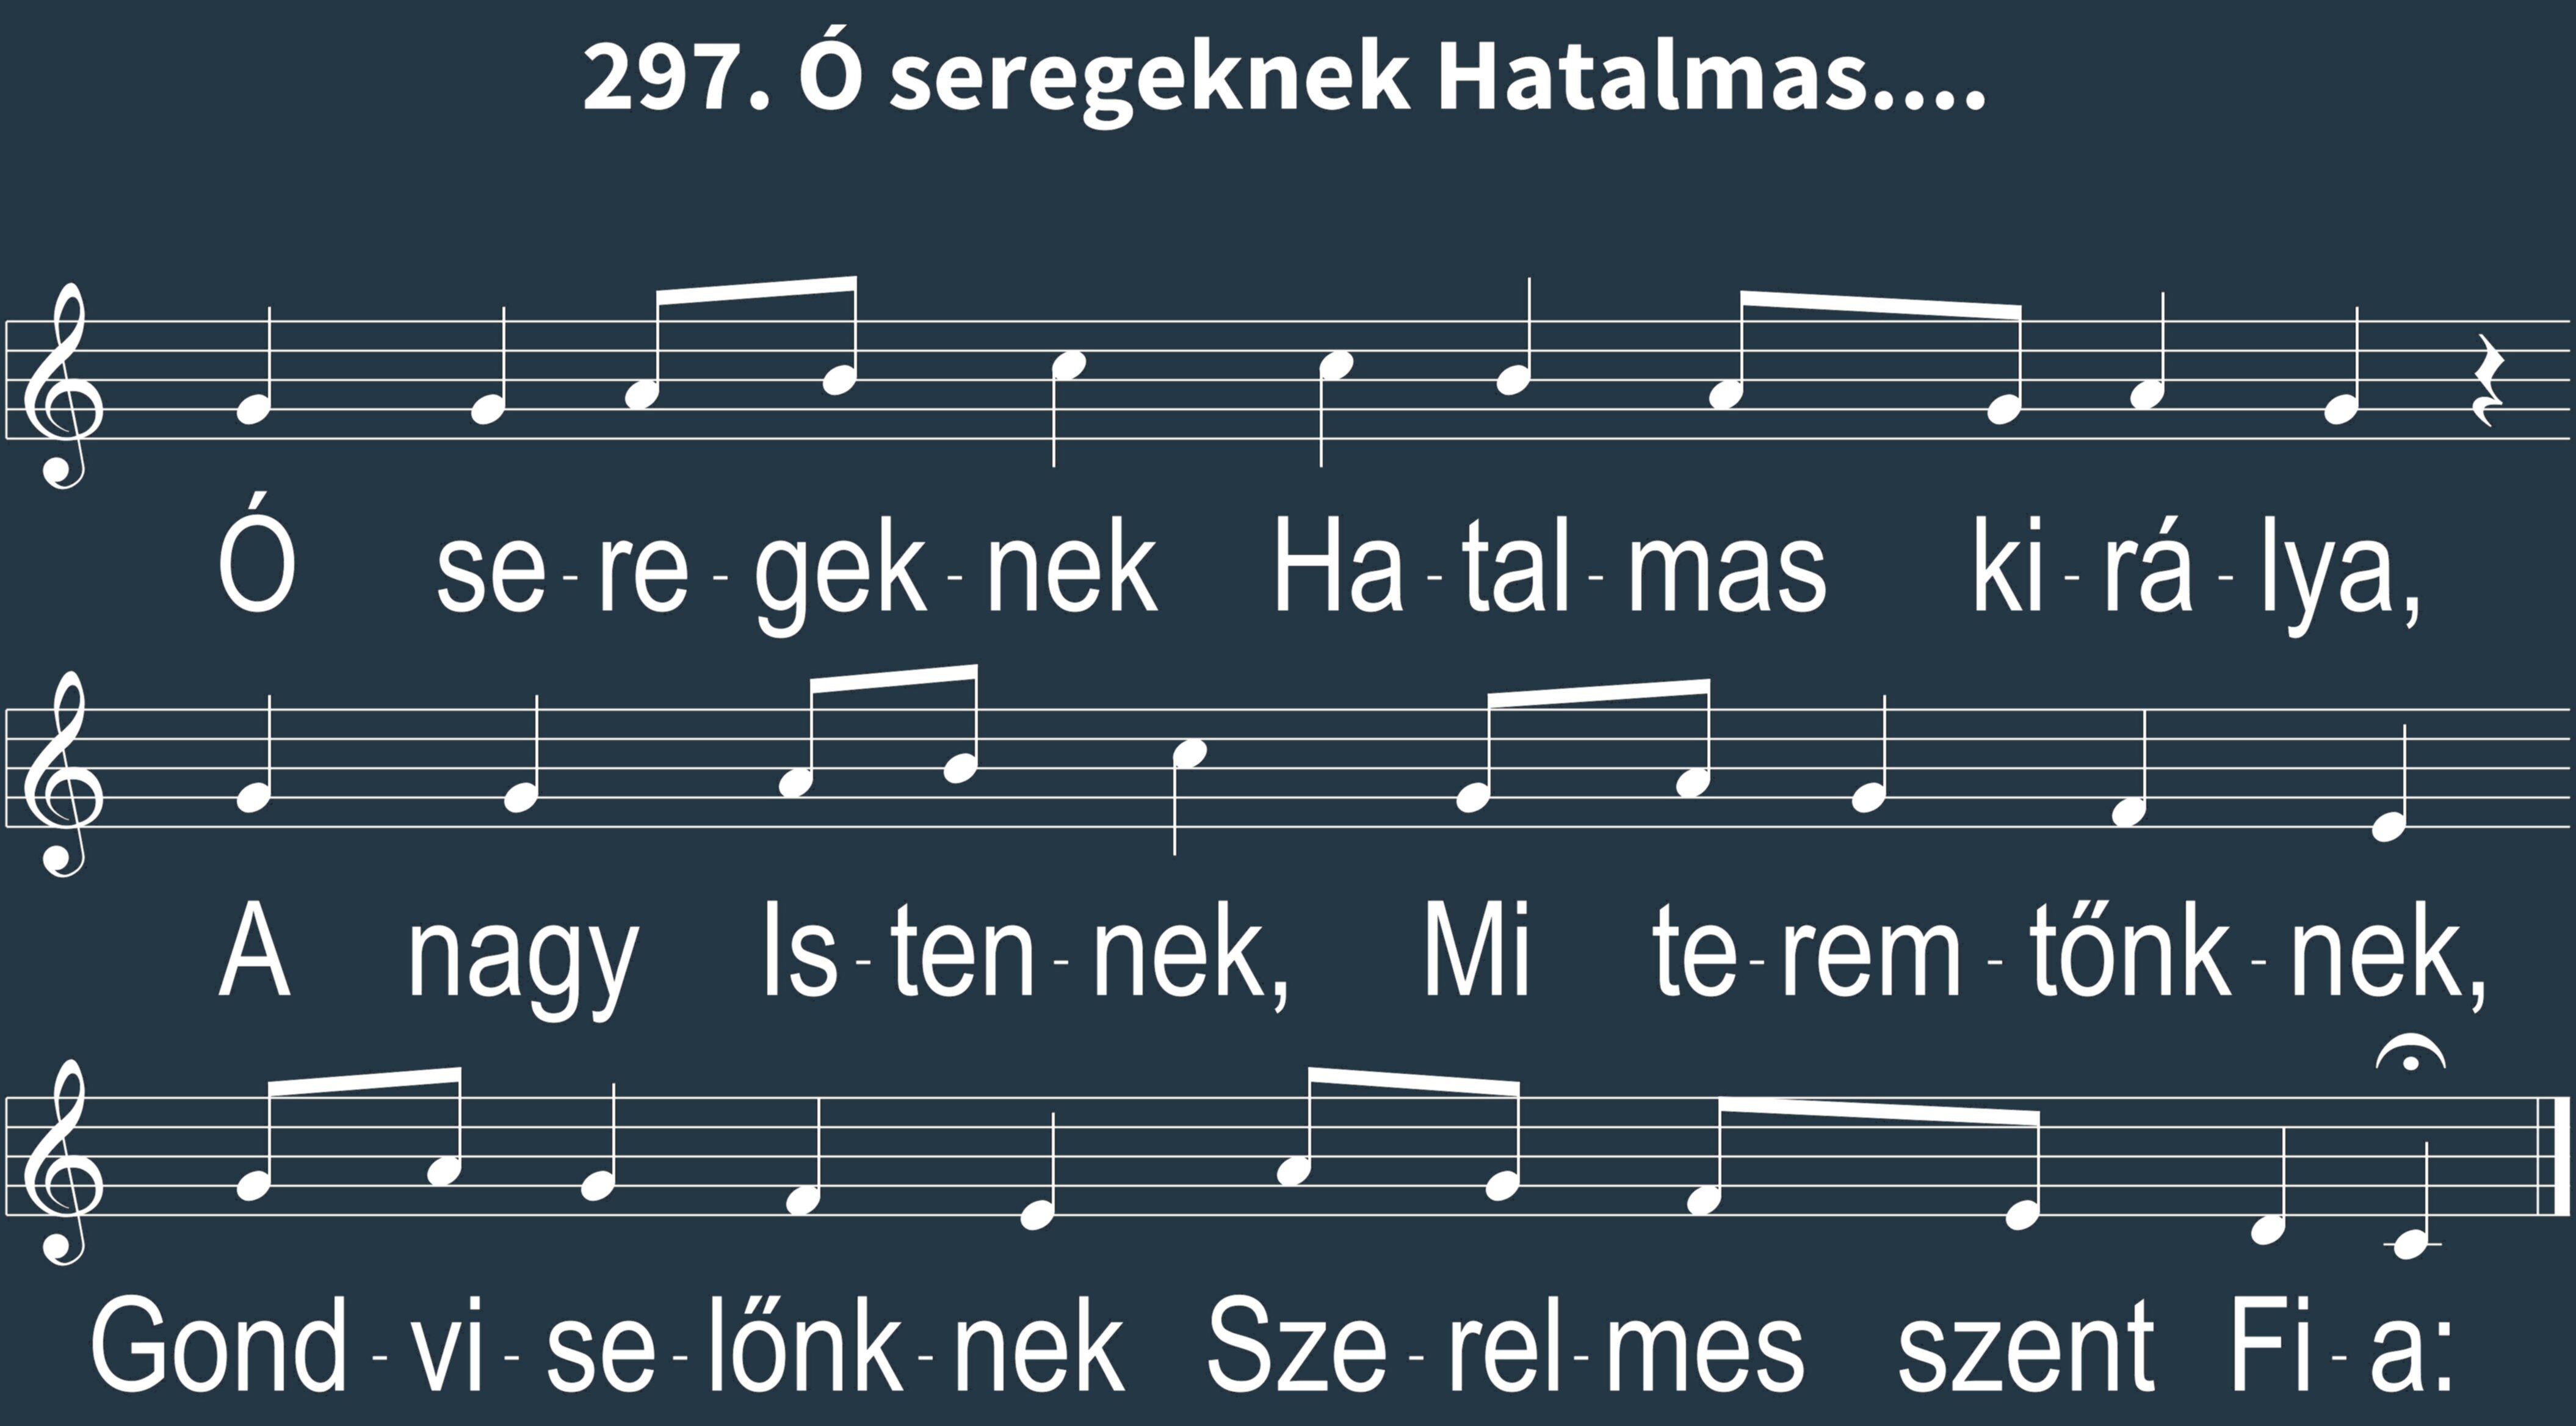 297. Ó seregeknek Hatalmas....
Ó se - re - gek - nek Ha - tal - mas ki - rá - lya,
A nagy Is - ten - nek, Mi te - rem - tőnk - nek,
Gond - vi - se - lőnk - nek Sze - rel - mes szent Fi - a: